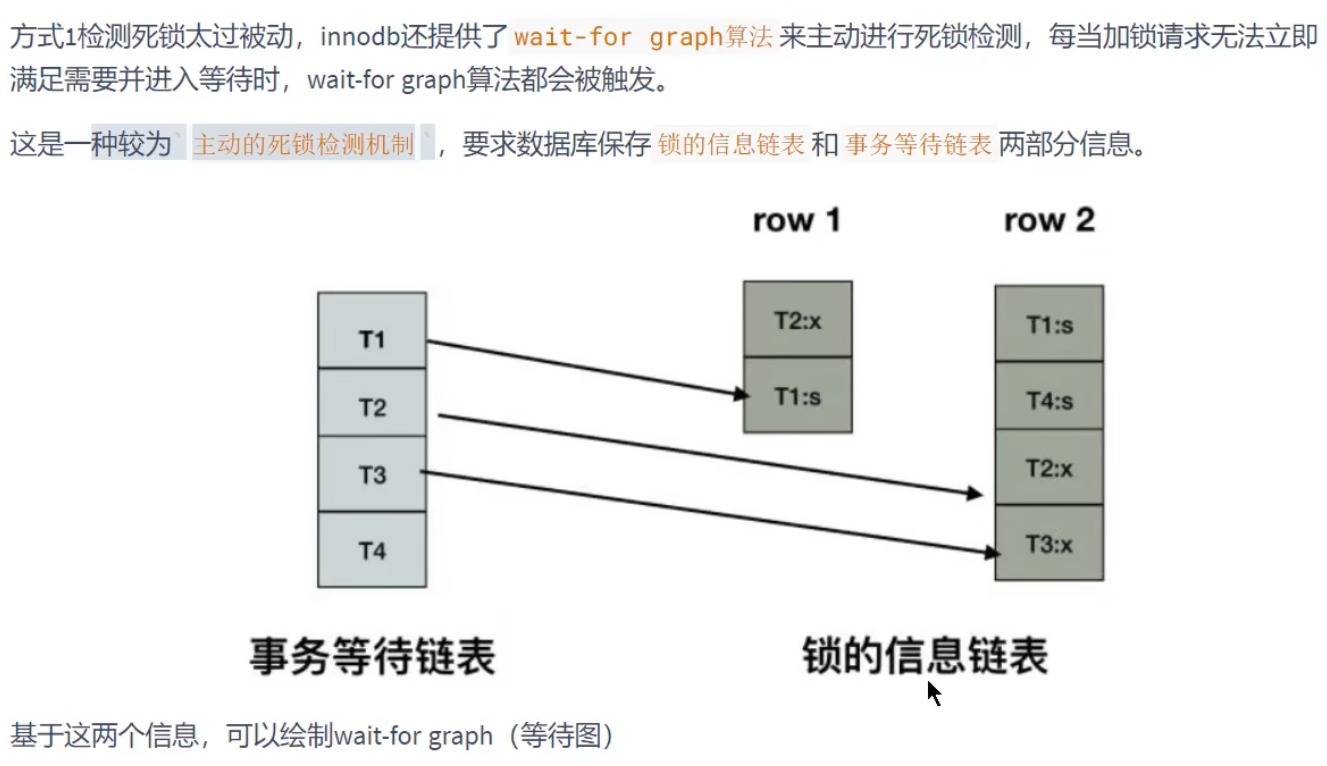 方式1检测死锁太过被动，innodb还提供了 wait-for graph算法 来主动进行死锁检测，每当加锁请求无法立即
满足需要并进入等待时，wait-for graph算法都会被触发。
这是一种较为` 主动的死锁检测机制 `，要求数据库保存 锁的信息链表 和 事务等待链表 两部分信息。
row 1
row 2
T1
T2
T3
T4
T2:x
T1:s
T1:s
T4:s
T2:x
T3:x
事务等待链表
锁的信息链表
基于这两个信息，可以绘制wait-for graph（等待图）